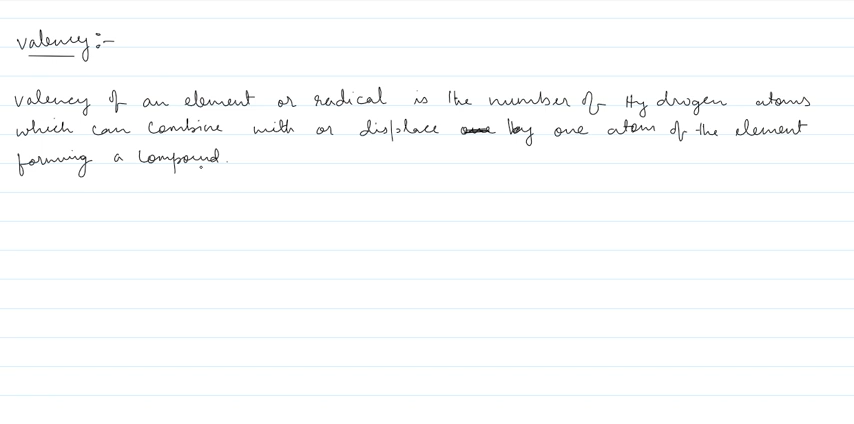 Valency :-
Valency of an element or radical is the number of Hydrogen atoms
which can combine with or displace by one atom of the element
forming a compound.